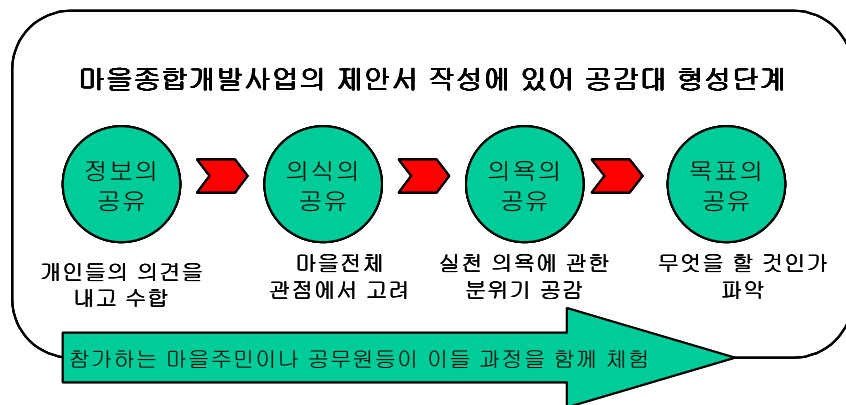 마을종합개발사업의 제안서 작성에 있어 공감대 형성단계
정보의
공유
의식의
공유
의욕의
공유
목표의
공유
개인들의 의견을
내고 수합
마을전체
관점에서 고려
실천 의욕에 관한
분위기 공감
무엇을 할 것인가
파악
참가하는 마을주민이나 공무원등이 이들 과정을 함께 체험